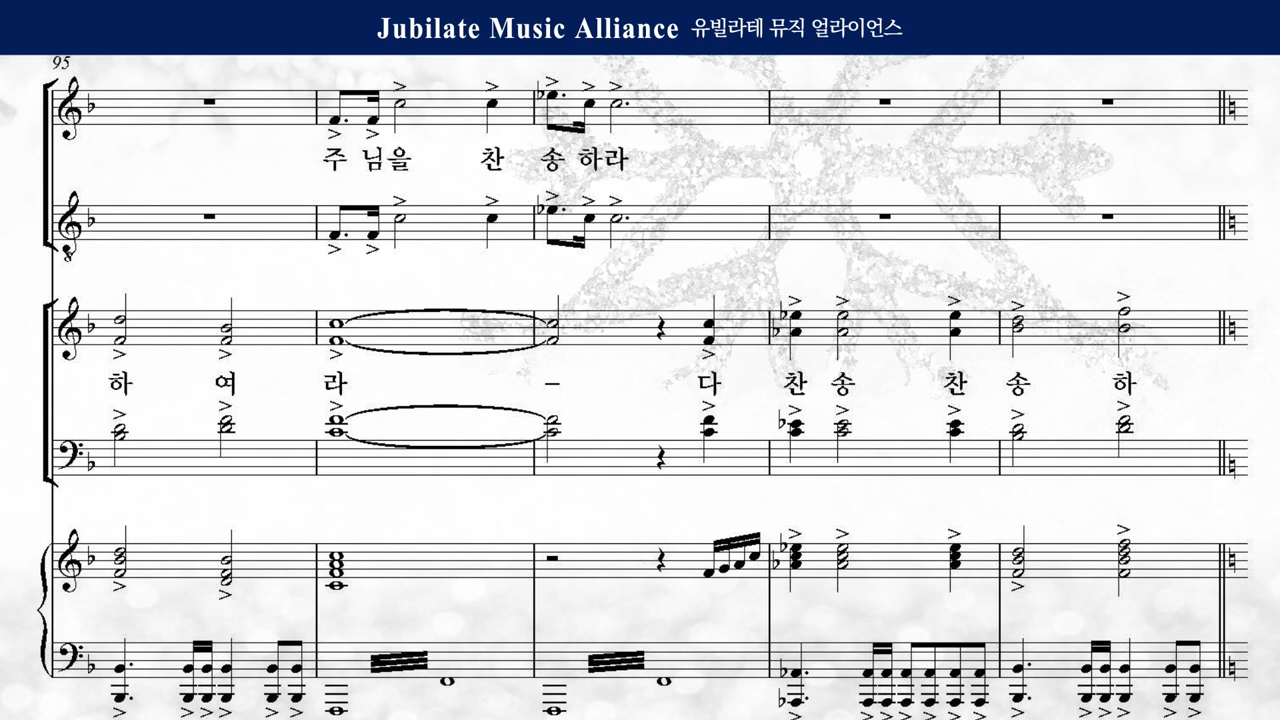 Jubilate Music Alliance 유빌라테 뮤직 얼라이언스
95
주 님을 찬 송 하라
하 여 라 – 다 찬 송 찬 송 하